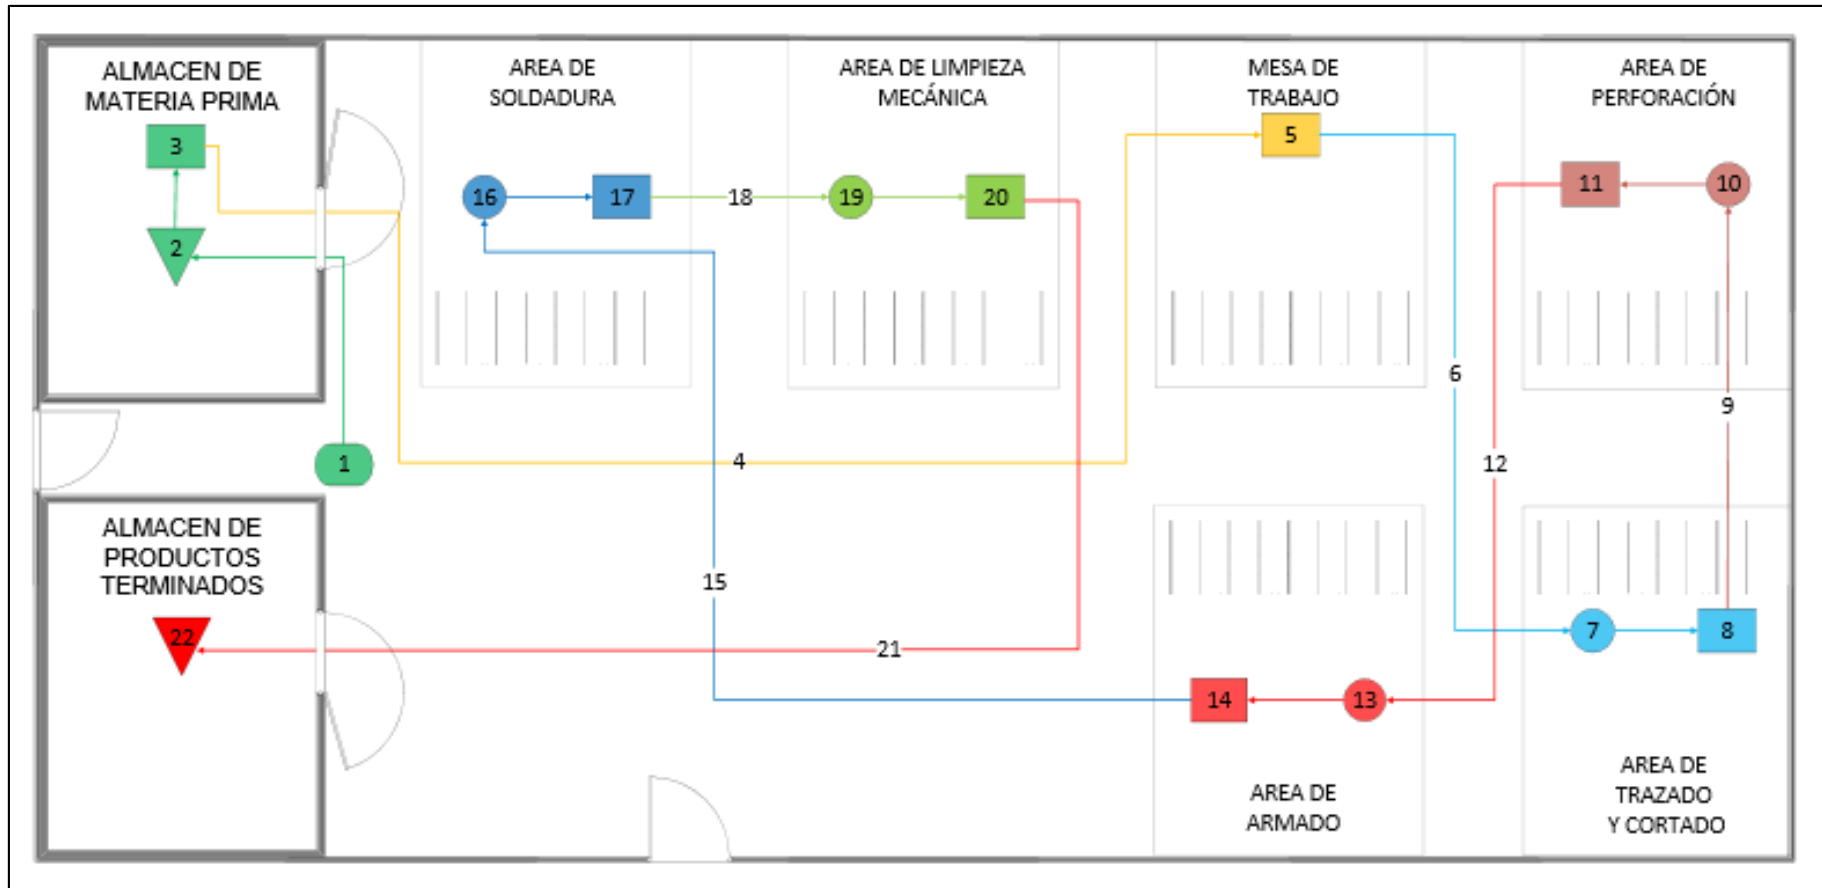 ALMACEN DE
MATERIA PRIMA
3
2
1
AREA DE
SOLDADURA
16
17
18
AREA DE LIMPIEZA
MECÁNICA
19
20
MESA DE
TRABAJO
5
AREA DE
PERFORACIÓN
11
10
6
9
4
12
ALMACEN DE
PRODUCTOS
TERMINADOS
22
15
21
14
13
AREA DE
ARMADO
7
8
AREA DE
TRAZADO
Y CORTADO